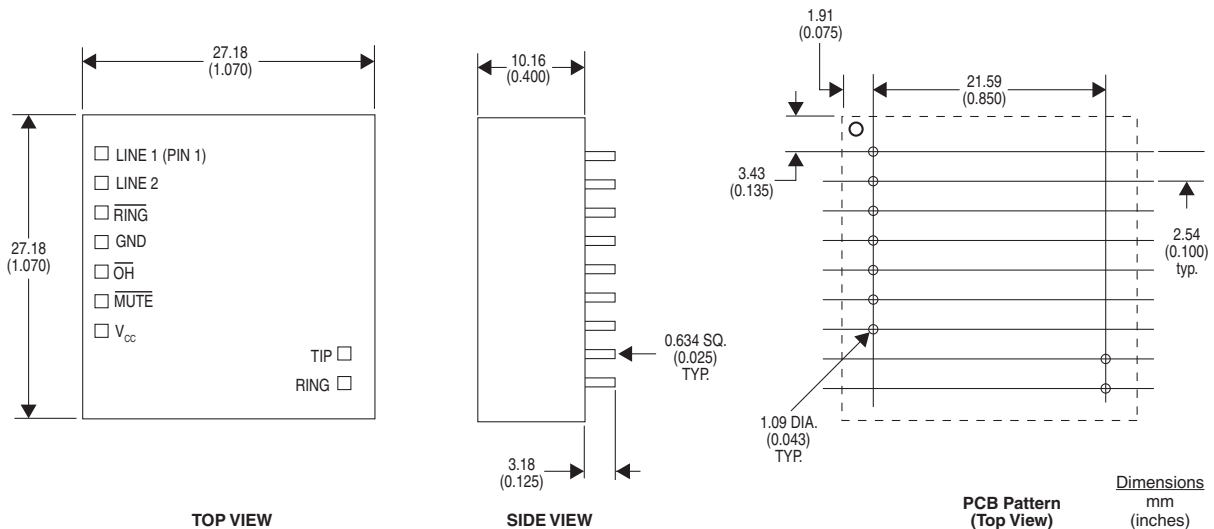 27.18
(1.070)
27.18
(1.070)
LINE 1 (PIN 1)
LINE 2
R̅I̅N̅G̅
GND
O̅H̅
M̅U̅T̅E̅
VCC
TIP
RING
TOP VIEW
10.16
(0.400)
0.634 SQ.
(0.025)
TYP.
3.18
(0.125)
SIDE VIEW
1.91
(0.075)
21.59
(0.850)
3.43
(0.135)
2.54
(0.100)
typ.
1.09 DIA.
(0.043)
TYP.
PCB Pattern
(Top View)
Dimensions
mm
(inches)